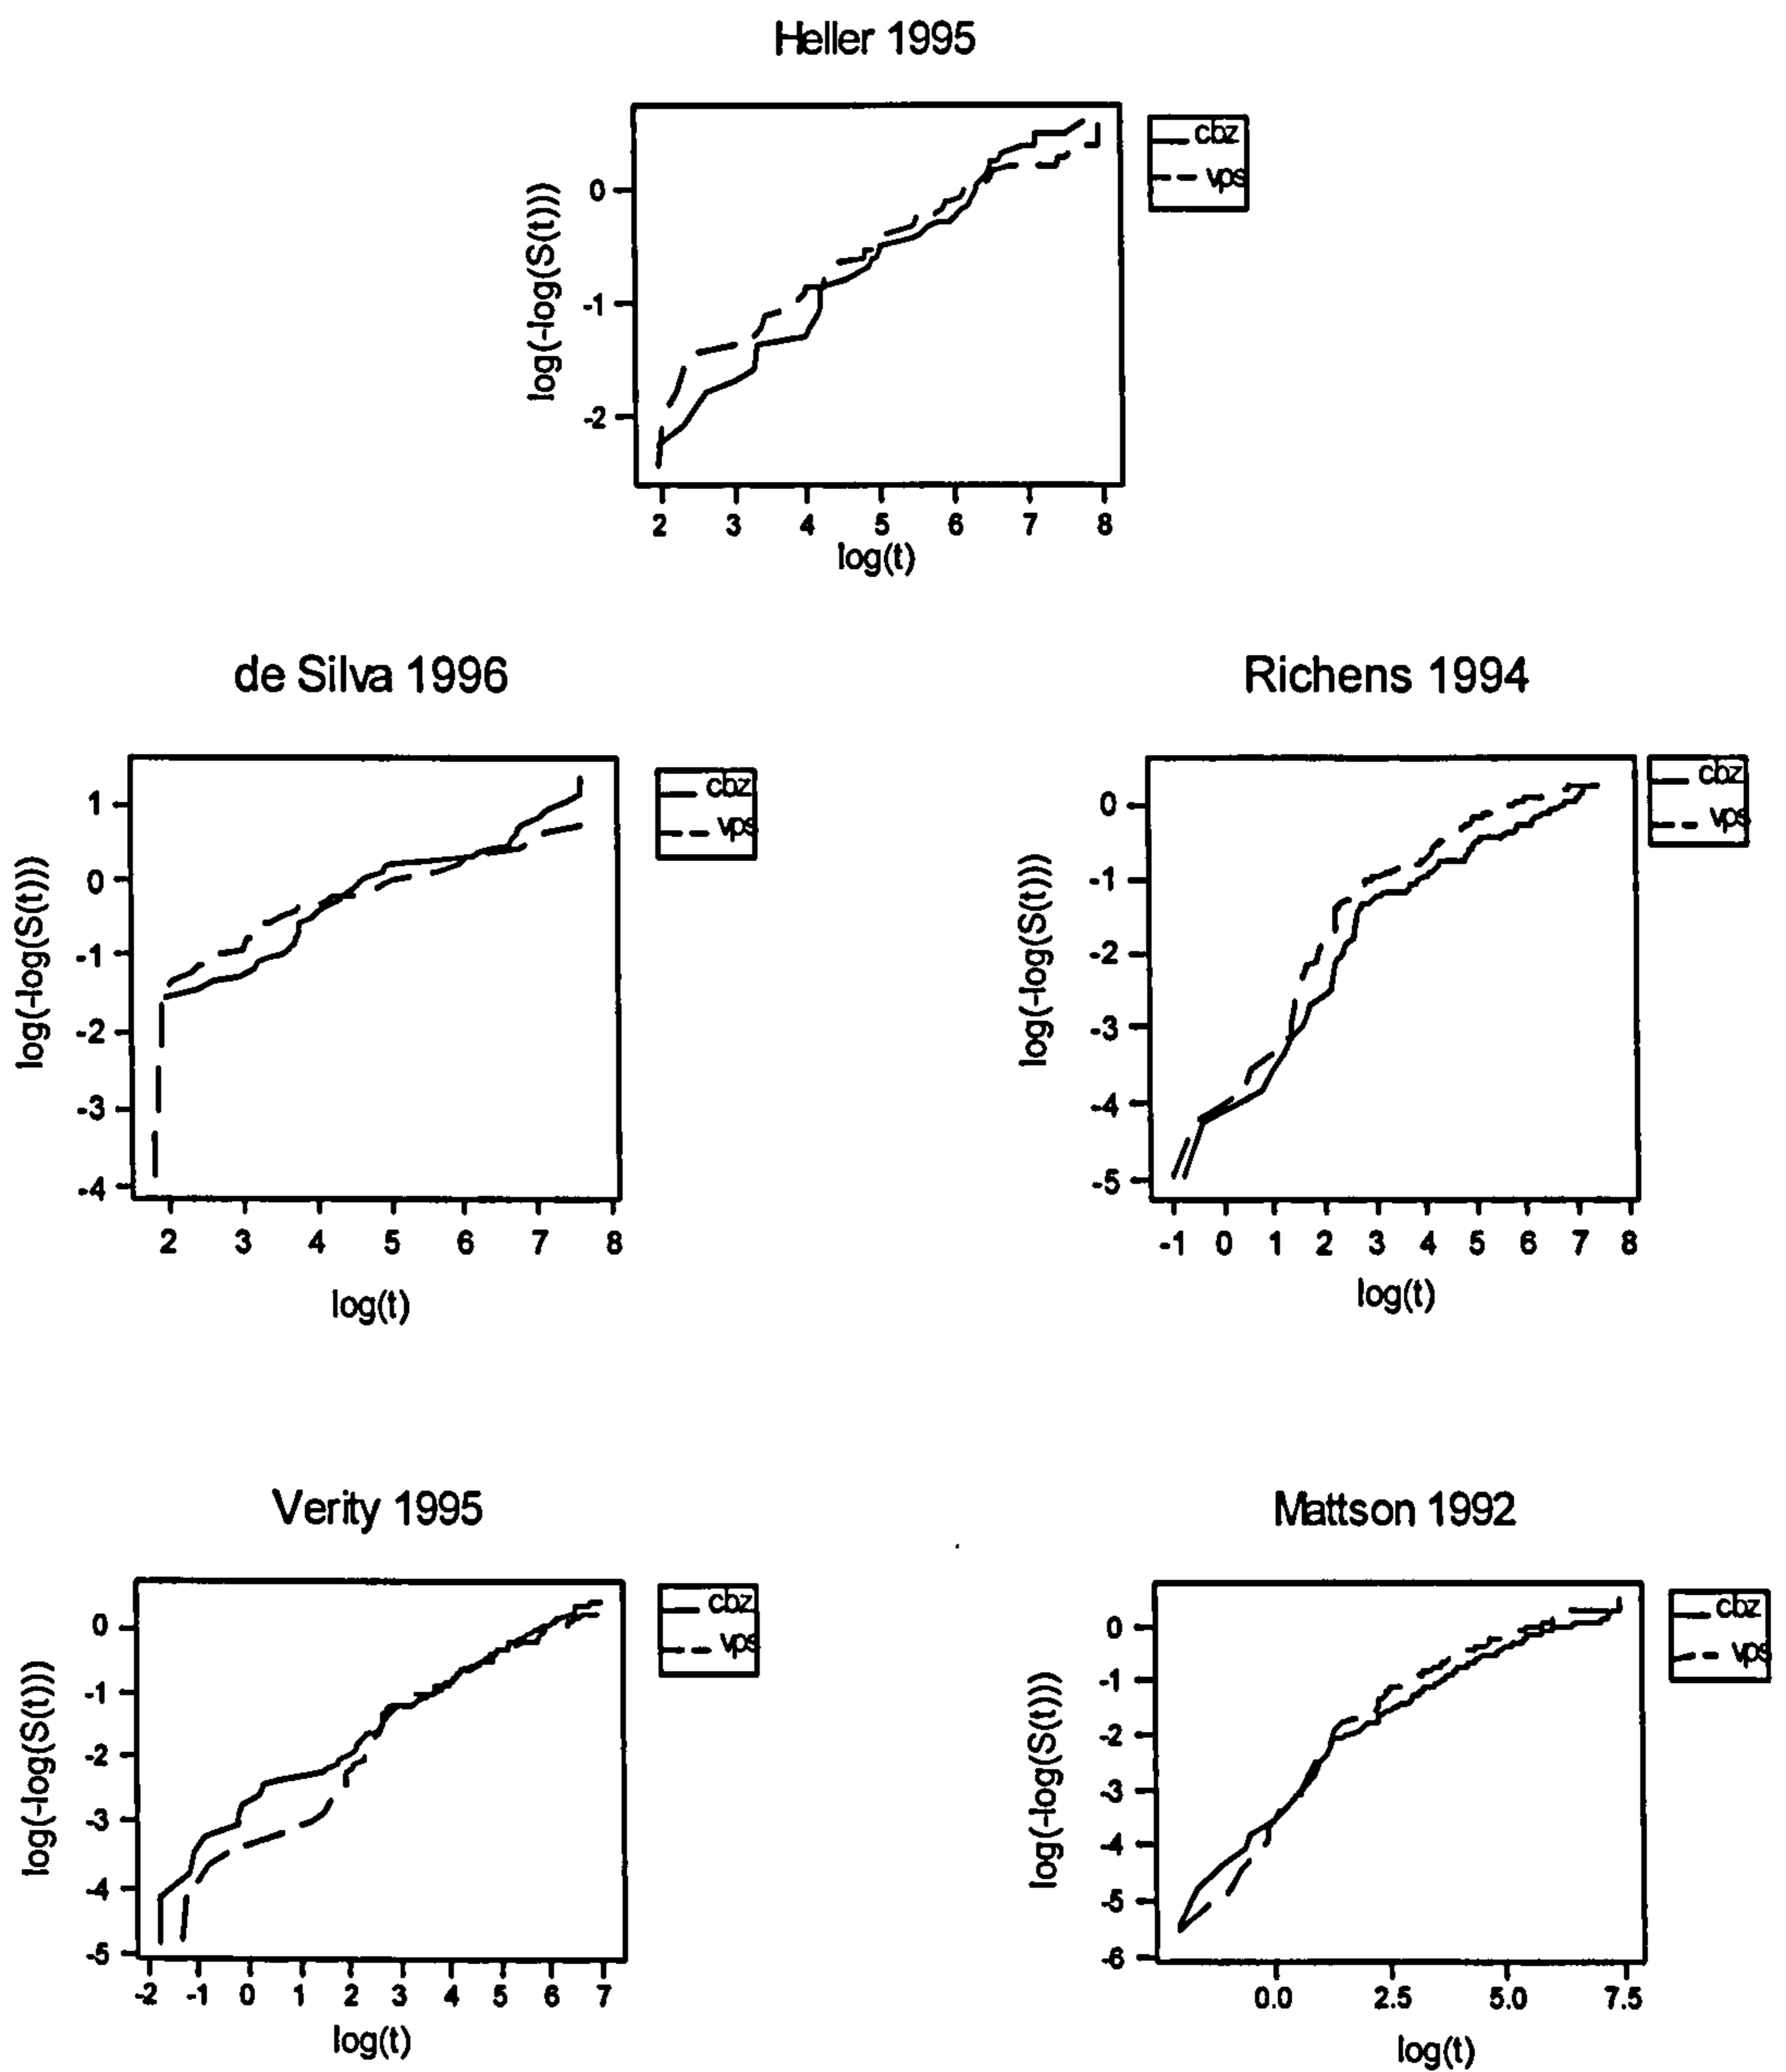 Heller 1995
cbz
vps
log(-log(S(t)))
0
-1
-2
2 3 4 5 6 7 8
log(t)
de Silva 1996
cbz
vps
log(-log(S(t)))
1
0
-1
-2
-3
-4
2 3 4 5 6 7 8
log(t)
Richens 1994
cbz
vps
log(-log(S(t)))
0
-1
-2
-3
-4
-5
-1 0 1 2 3 4 5 6 7 8
log(t)
Verity 1995
cbz
vps
log(-log(S(t)))
0
-1
-2
-3
-4
-5
-2 -1 0 1 2 3 4 5 6 7
log(t)
Mattson 1992
cbz
vps
log(-log(S(t)))
0
-1
-2
-3
-4
-5
-6
0.0 2.5 5.0 7.5
log(t)